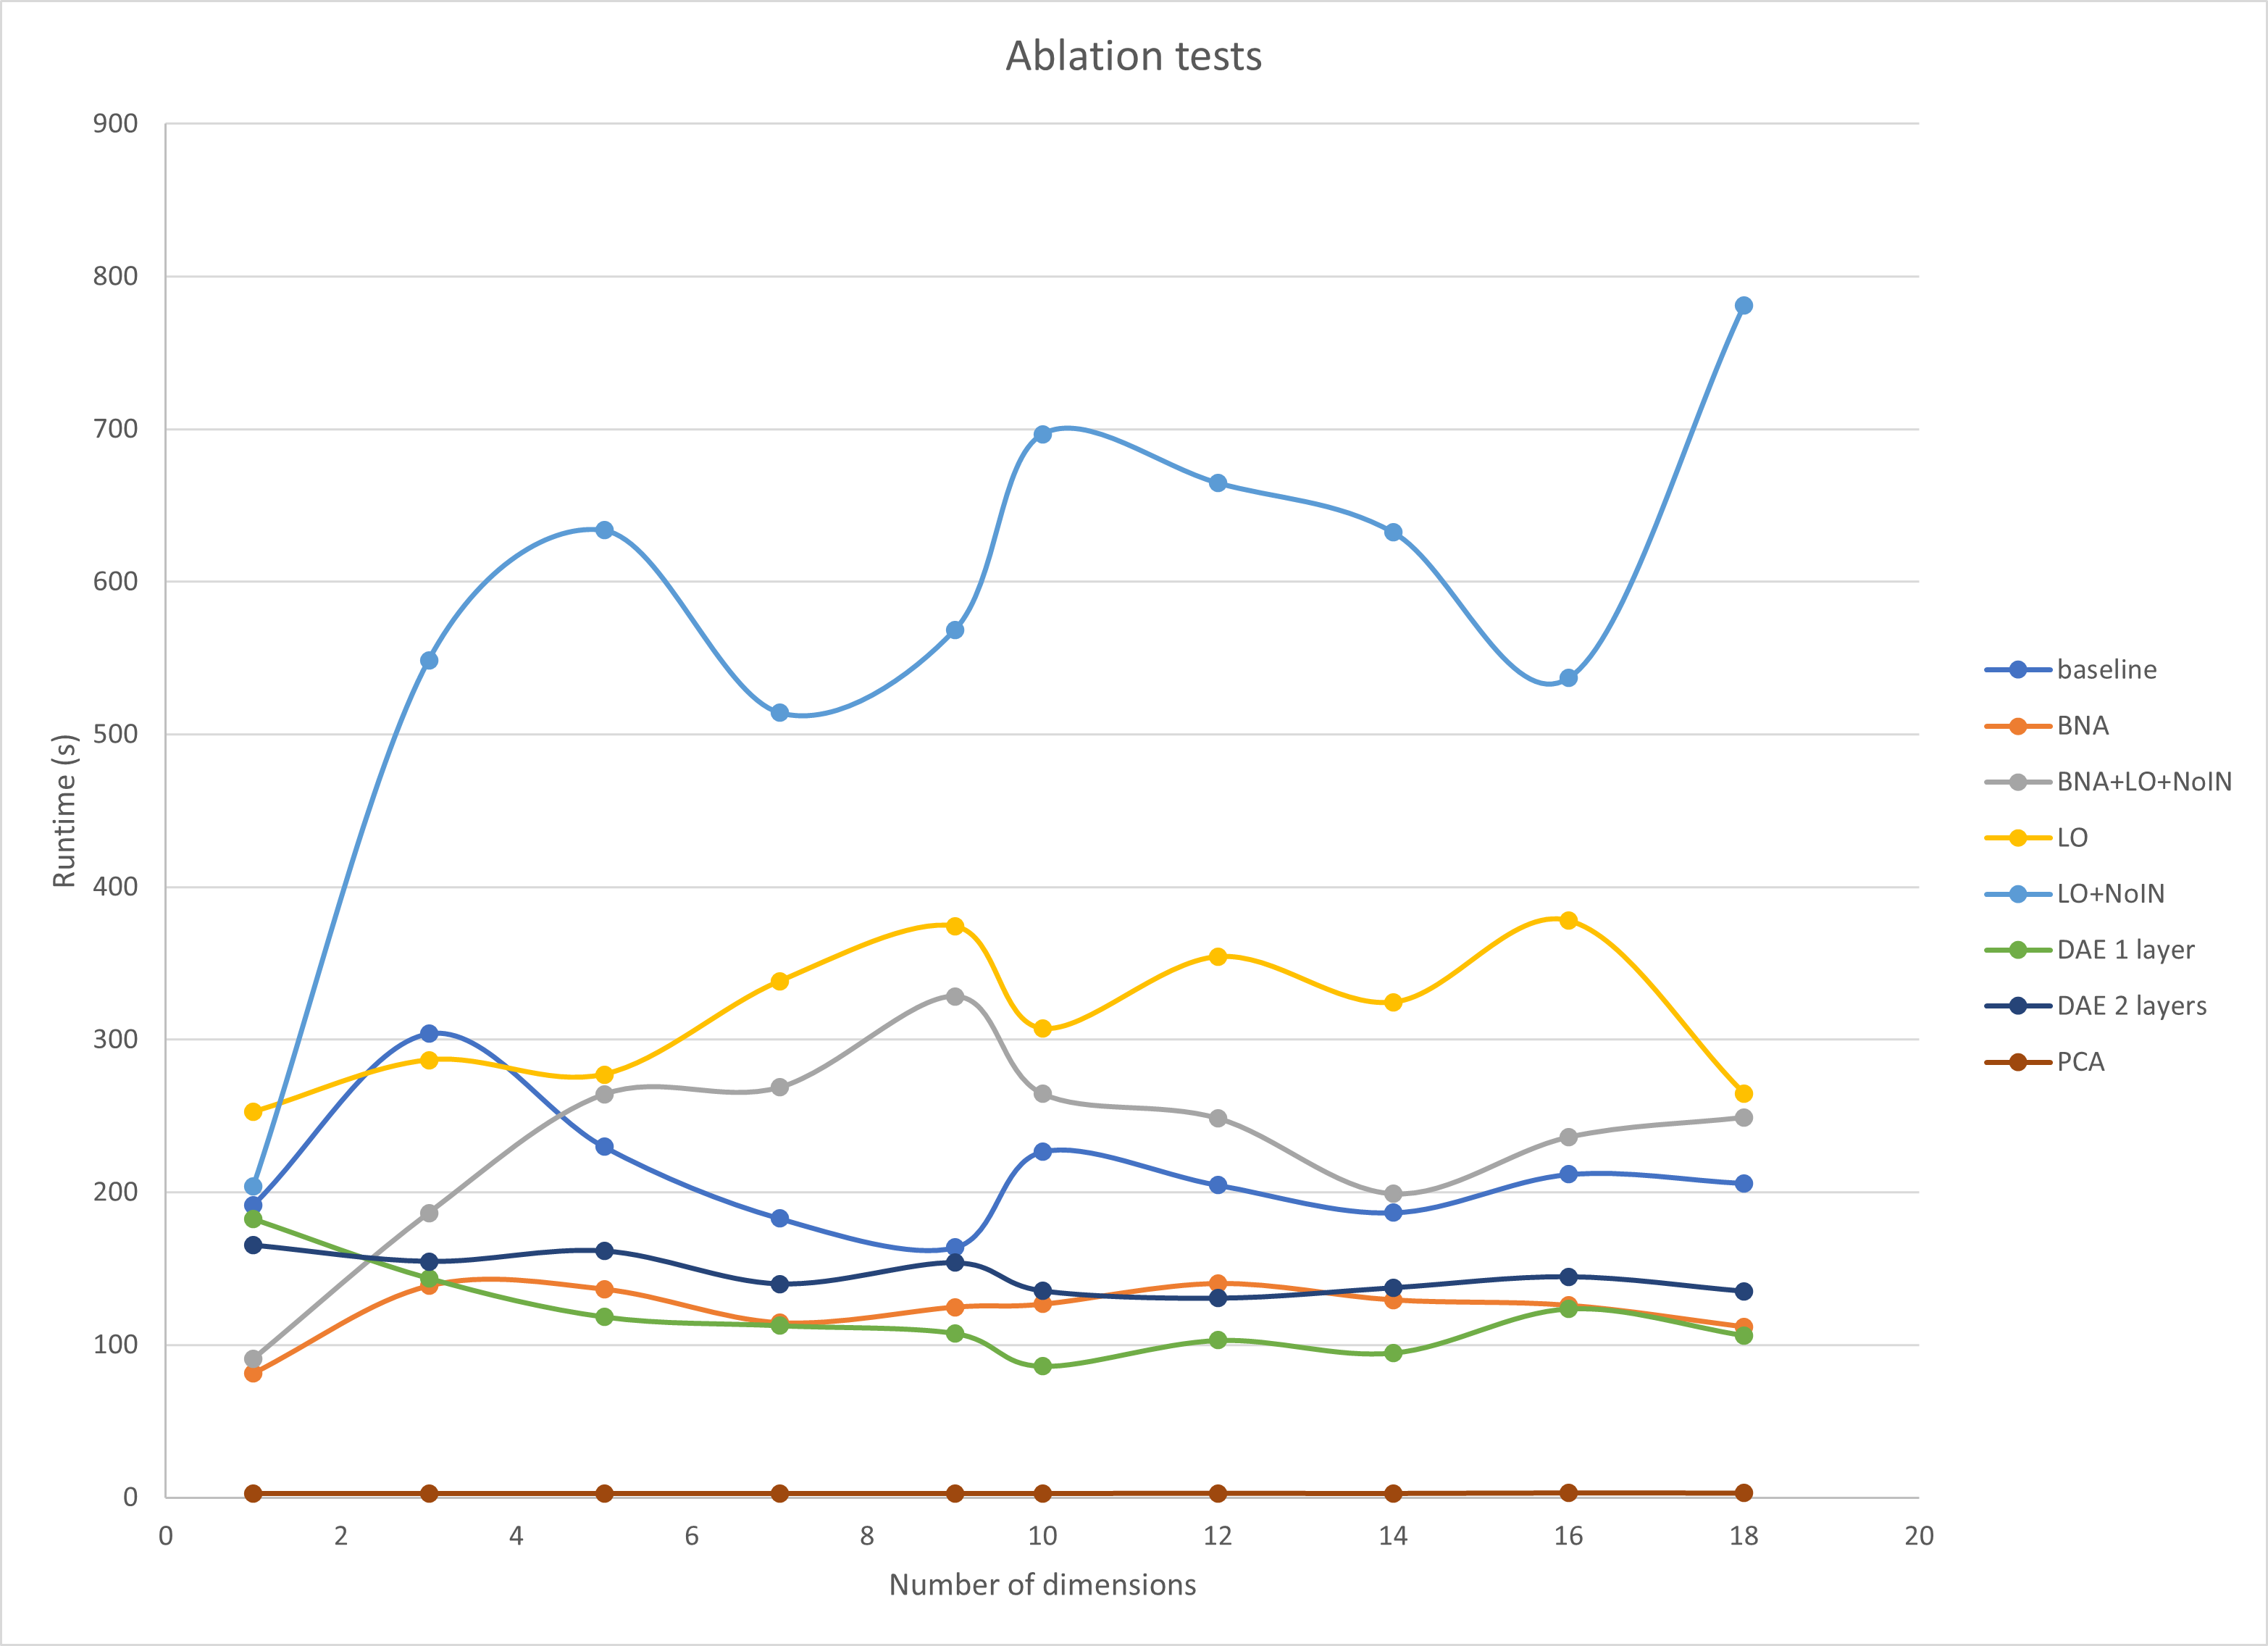 Ablation tests
900
800
700
600
500
400
300
200
100
0
Runtime (s)
0 2 4 6 8 10 12 14 16 18 20
Number of dimensions
baseline
BNA
BNA+LO+NoIN
LO
LO+NoIN
DAE 1 layer
DAE 2 layers
PCA